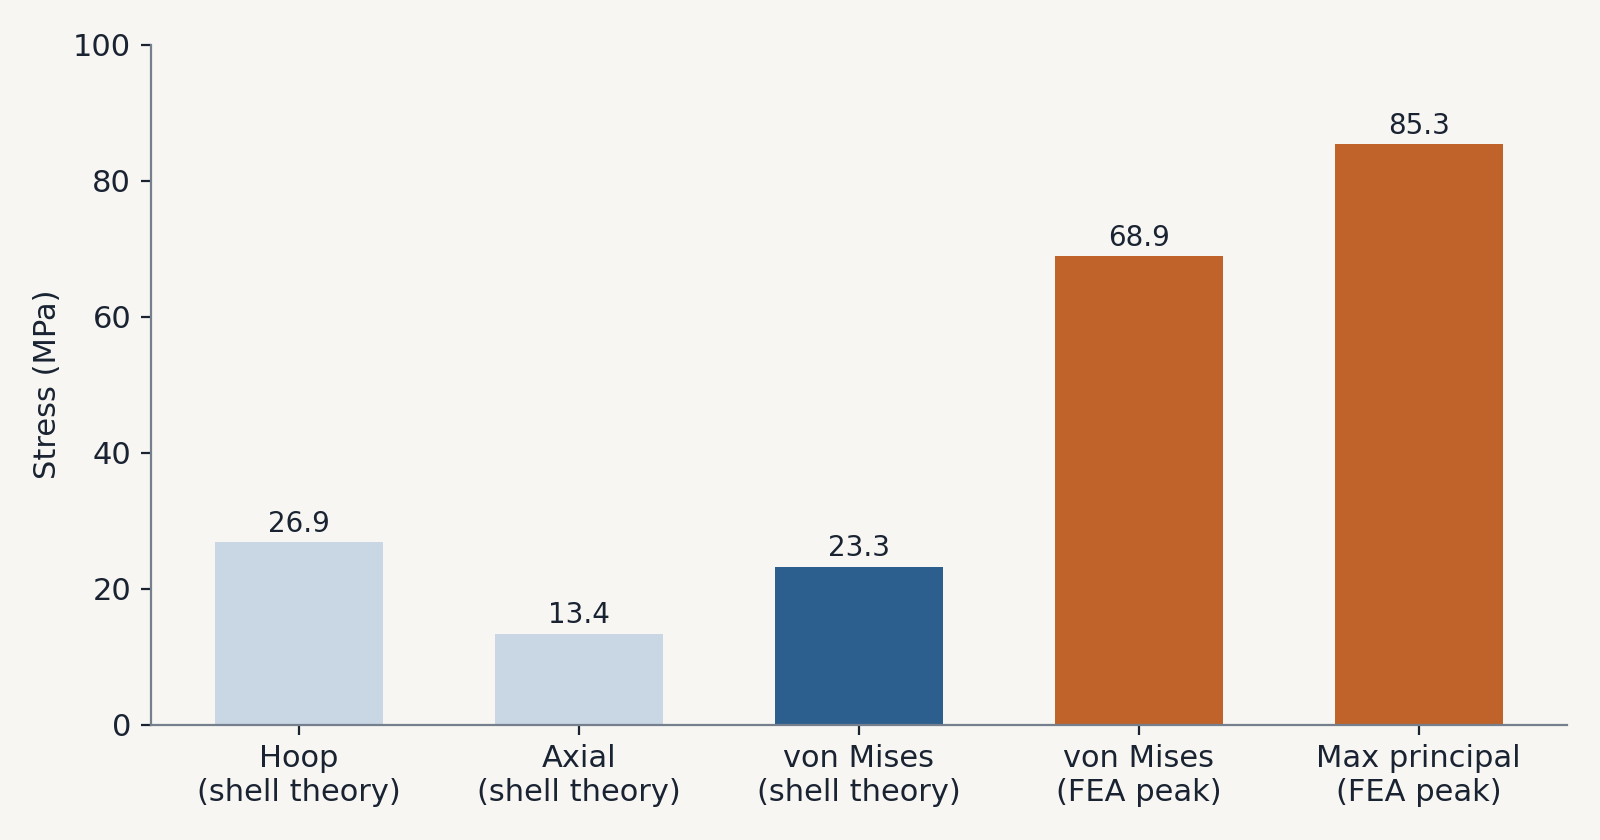 Stress (MPa)
100
80
60
40
20
0
26.9
13.4
23.3
68.9
85.3
Hoop
(shell theory)
Axial
(shell theory)
von Mises
(shell theory)
von Mises
(FEA peak)
Max principal
(FEA peak)